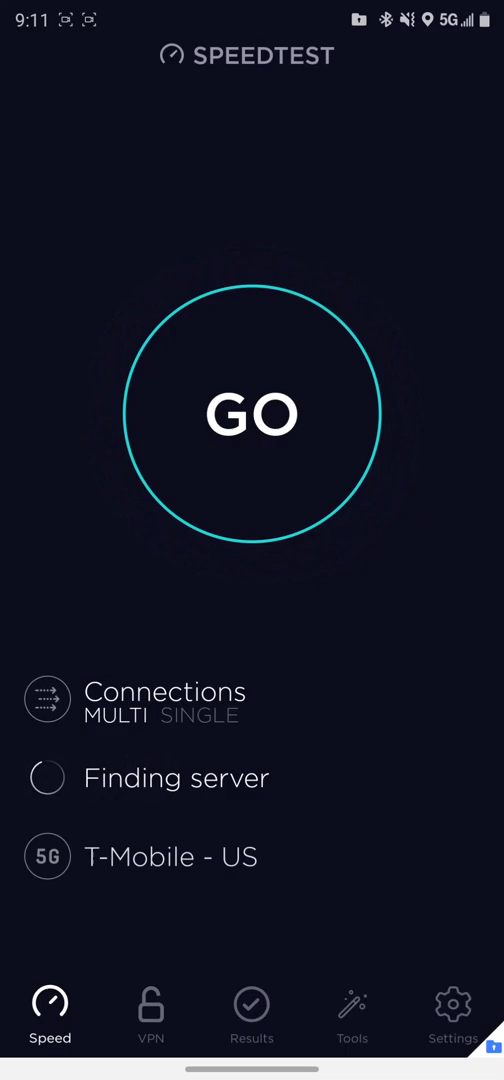 9:11
5G
SPEEDTEST
GO
Connections
MULTI SINGLE
Finding server
5G T-Mobile - US
Speed VPN Results Tools Settings